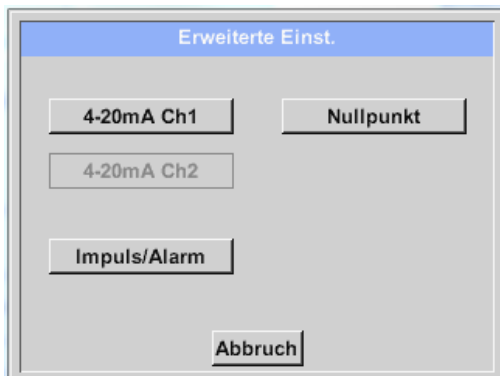 Erweiterte Einst.
4-20mA Ch1
Nullpunkt
4-20mA Ch2
Impuls/Alarm
Abbruch